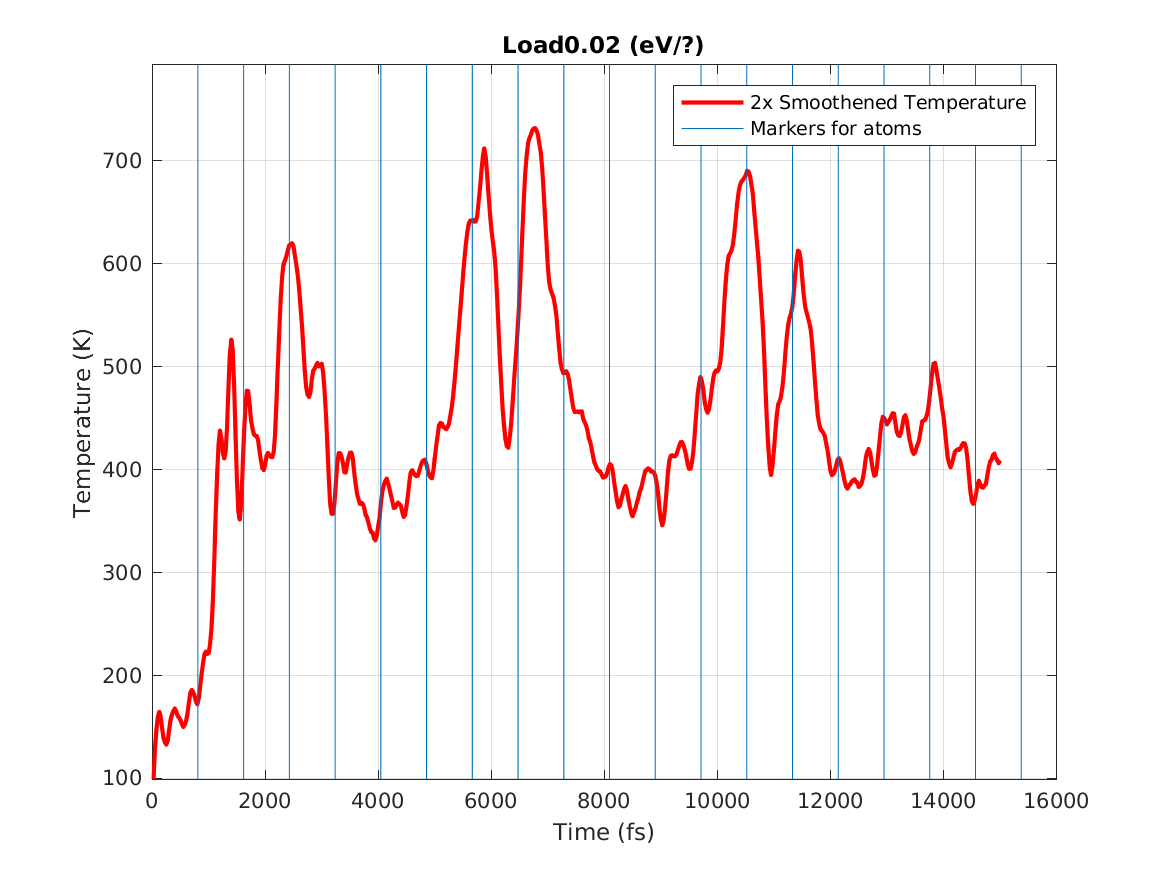 Load0.02 (eV/?)
2x Smoothened Temperature
Markers for atoms
Temperature (K)
700
600
500
400
300
200
100
0 2000 4000 6000 8000 10000 12000 14000 16000
Time (fs)